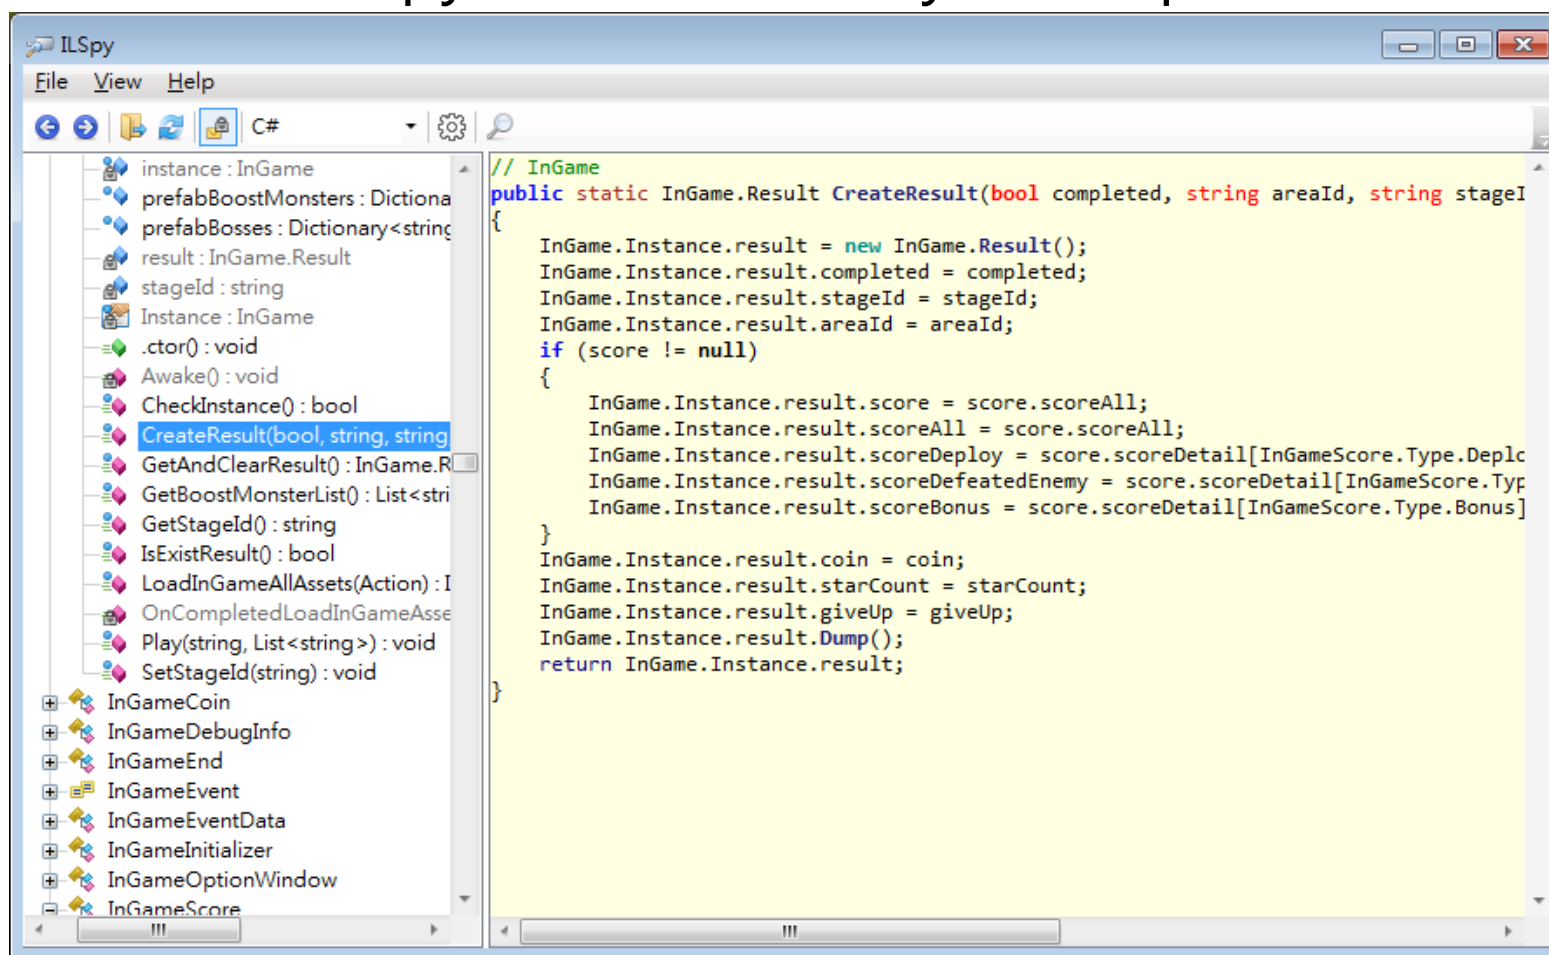 ILSpy
File View Help
C#
instance : InGame
prefabBoostMonsters : Dictiona
prefabBosses : Dictionary<string
result : InGame.Result
stageId : string
Instance : InGame
.ctor() : void
Awake() : void
CheckInstance() : bool
CreateResult(bool, string, string,
GetAndClearResult() : InGame.R
GetBoostMonsterList() : List<stri
GetStageId() : string
IsExistResult() : bool
LoadInGameAllAssets(Action) : I
OnCompletedLoadInGameAsse
Play(string, List<string>) : void
SetStageId(string) : void
InGameCoin
InGameDebugInfo
InGameEnd
InGameEvent
InGameEventData
InGameInitializer
InGameOptionWindow
InGameScore
// InGame
public static InGame.Result CreateResult(bool completed, string areaId, string stageI
{
InGame.Instance.result = new InGame.Result();
InGame.Instance.result.completed = completed;
InGame.Instance.result.stageId = stageId;
InGame.Instance.result.areaId = areaId;
if (score != null)
{
InGame.Instance.result.score = score.scoreAll;
InGame.Instance.result.scoreAll = score.scoreAll;
InGame.Instance.result.scoreDeploy = score.scoreDetail[InGameScore.Type.Deplo
InGame.Instance.result.scoreDefeatedEnemy = score.scoreDetail[InGameScore.Typ
InGame.Instance.result.scoreBonus = score.scoreDetail[InGameScore.Type.Bonus]
}
InGame.Instance.result.coin = coin;
InGame.Instance.result.starCount = starCount;
InGame.Instance.result.giveUp = giveUp;
InGame.Instance.result.Dump();
return InGame.Instance.result;
}